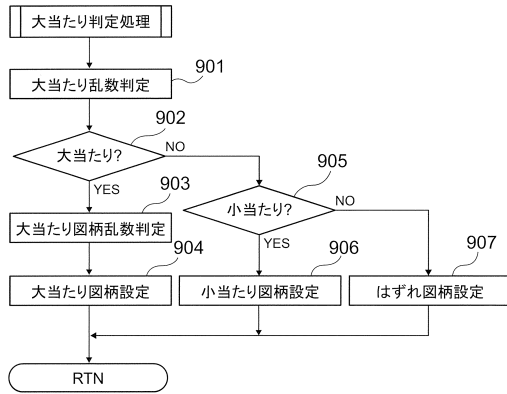 大当たり判定処理
901
大当たり乱数判定
902
大当たり?
NO
905
YES
903
小当たり?
NO
大当たり図柄乱数判定
YES
904
906
907
大当たり図柄設定
小当たり図柄設定
はずれ図柄設定
RTN